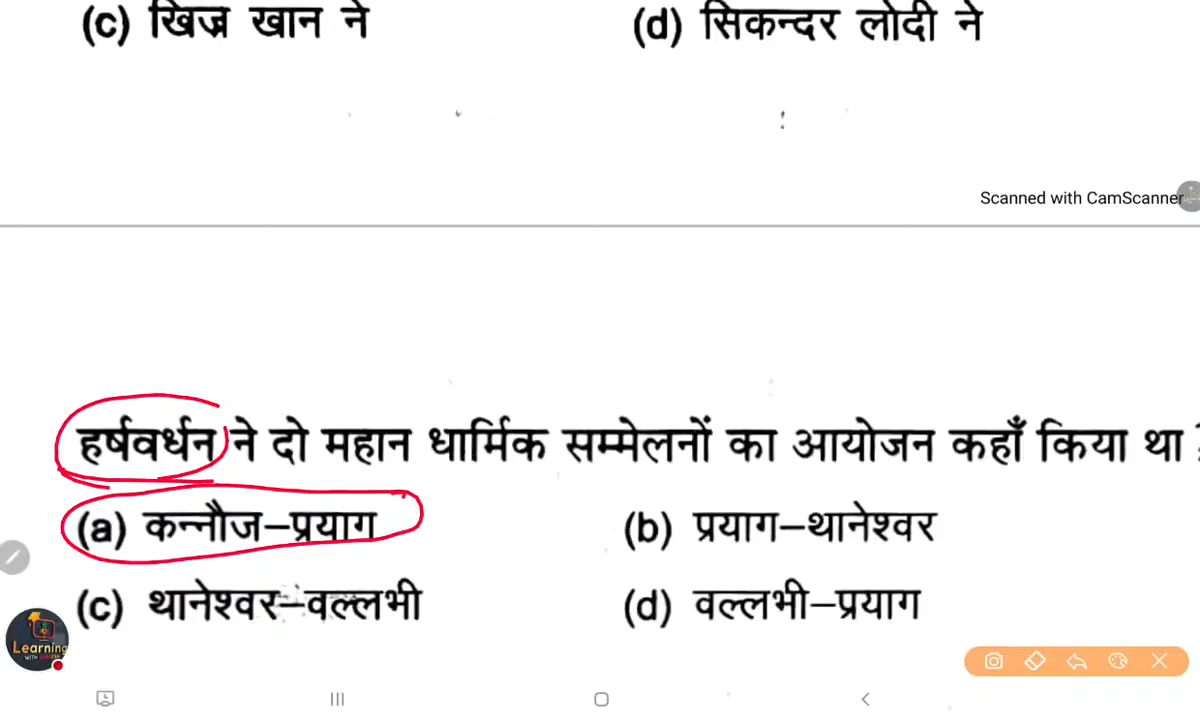 (c) खिज्र खान ने (d) सिकन्दर लोदी ने
Scanned with CamScanner
हर्षवर्धन ने दो महान धार्मिक सम्मेलनों का आयोजन कहाँ किया था ?
(a) कन्नौज–प्रयाग (b) प्रयाग–थानेश्वर
(c) थानेश्वर–वल्लभी (d) वल्लभी–प्रयाग
Learning